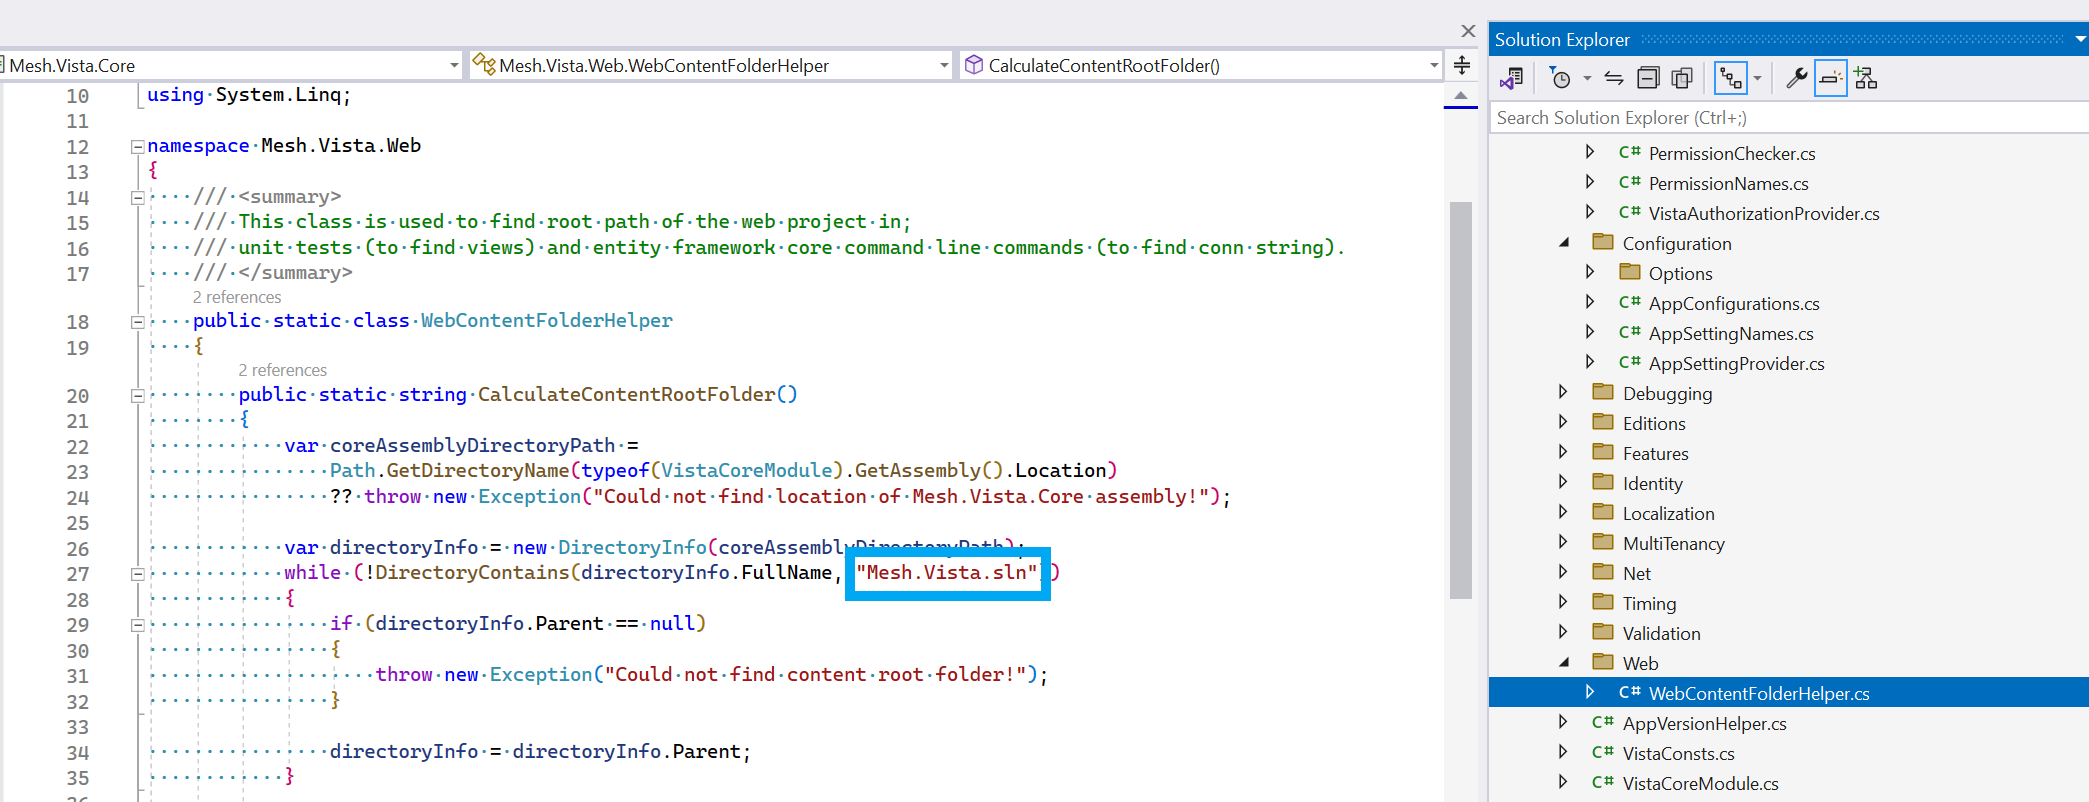 Mesh.Vista.Core
Mesh.Vista.Web.WebContentFolderHelper
CalculateContentRootFolder()
10 using System.Linq;
11
12 namespace Mesh.Vista.Web
13 {
14 /// <summary>
15 /// This class is used to find root path of the web project in;
16 /// unit tests (to find views) and entity framework core command line commands (to find conn string).
17 /// </summary>
2 references
18 public static class WebContentFolderHelper
19 {
2 references
20 public static string CalculateContentRootFolder()
21 {
22 var coreAssemblyDirectoryPath =
23 Path.GetDirectoryName(typeof(VistaCoreModule).GetAssembly().Location)
24 ?? throw new Exception("Could not find location of Mesh.Vista.Core assembly!");
25
26 var directoryInfo = new DirectoryInfo(coreAssemblyDirectoryPath);
27 while (!DirectoryContains(directoryInfo.FullName, "Mesh.Vista.sln"))
28 {
29 if (directoryInfo.Parent == null)
30 {
31 throw new Exception("Could not find content root folder!");
32 }
33
34 directoryInfo = directoryInfo.Parent;
35 }
Solution Explorer
Search Solution Explorer (Ctrl+;)
C# PermissionChecker.cs
C# PermissionNames.cs
C# VistaAuthorizationProvider.cs
Configuration
Options
C# AppConfigurations.cs
C# AppSettingNames.cs
C# AppSettingProvider.cs
Debugging
Editions
Features
Identity
Localization
MultiTenancy
Net
Timing
Validation
Web
C# WebContentFolderHelper.cs
C# AppVersionHelper.cs
C# VistaConsts.cs
C# VistaCoreModule.cs